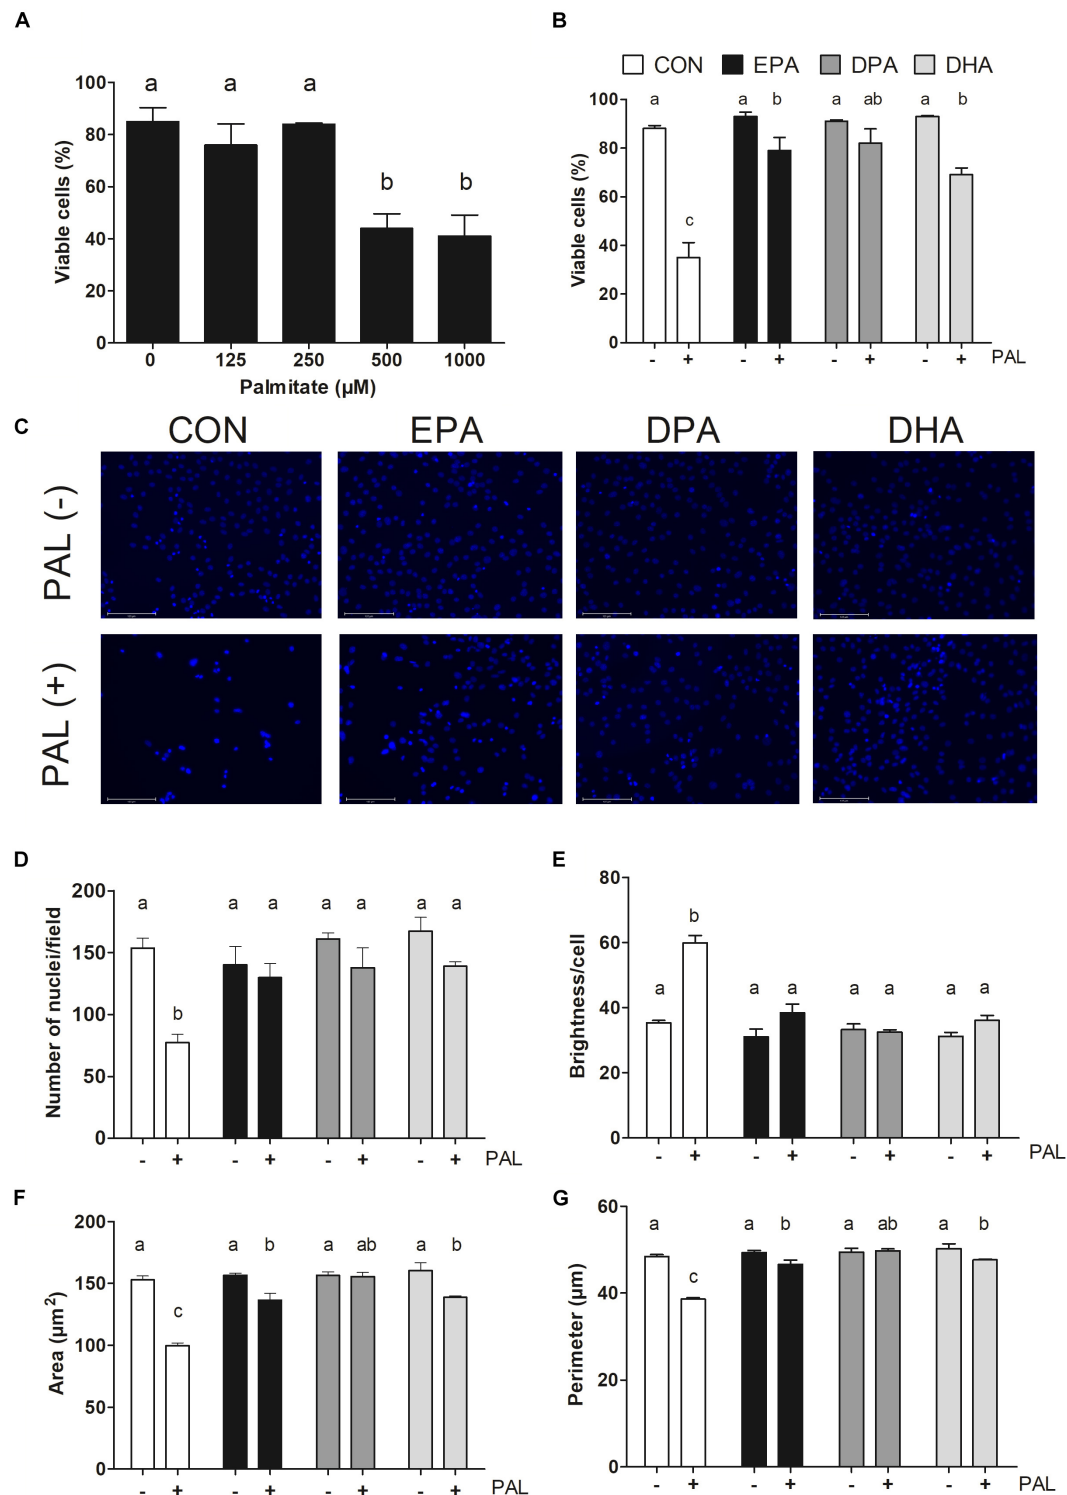 A
100
80
60
40
20
0
Viable cells (%)
a a a b b
0 125 250 500 1000
Palmitate (µM)
B
CON EPA DPA DHA
100
80
60
40
20
0
Viable cells (%)
a c a b a ab a b
- + - + - + - + PAL
C
CON EPA DPA DHA
PAL (-)
PAL (+)
D
200
150
100
50
0
Number of nuclei/field
a b a a a a a a
- + - + - + - + PAL
E
80
60
40
20
0
Brightness/cell
a b a a a a a a
- + - + - + - + PAL
F
200
150
100
50
0
Area (µm²)
a c a b a ab a b
- + - + - + - + PAL
G
60
40
20
0
Perimeter (µm)
a c a b a ab a b
- + - + - + - + PAL